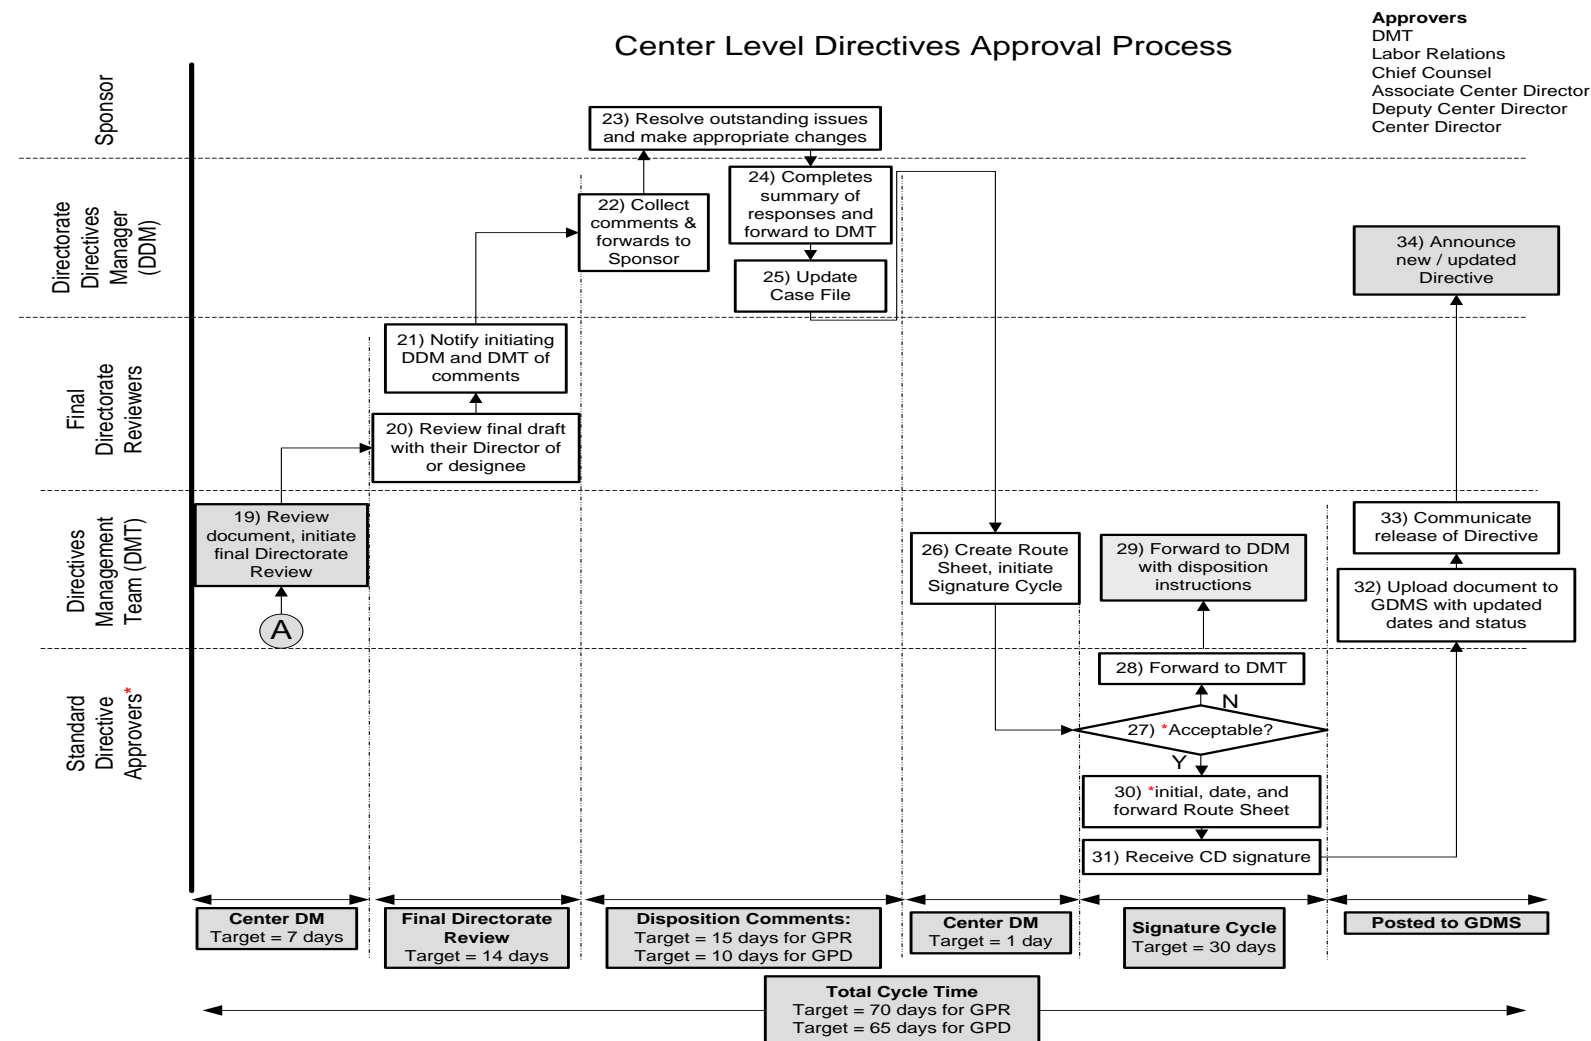 Center Level Directives Approval Process
Approvers
DMT
Labor Relations
Chief Counsel
Associate Center Director
Deputy Center Director
Center Director
Sponsor
23) Resolve outstanding issues
and make appropriate changes
Directorate
Directives
Manager
(DDM)
22) Collect
comments &
forwards to
Sponsor
24) Completes
summary of
responses and
forward to DMT
25) Update
Case File
34) Announce
new / updated
Directive
Final
Directorate
Reviewers
21) Notify initiating
DDM and DMT of
comments
20) Review final draft
with their Director of
or designee
Directives
Management
Team (DMT)
19) Review
document, initiate
final Directorate
Review
A
26) Create Route
Sheet, initiate
Signature Cycle
29) Forward to DDM
with disposition
instructions
33) Communicate
release of Directive
32) Upload document to
GDMS with updated
dates and status
Standard
Directive
Approvers*
28) Forward to DMT
N
27) *Acceptable?
Y
30) *initial, date, and
forward Route Sheet
31) Receive CD signature
Center DM
Target = 7 days
Final Directorate
Review
Target = 14 days
Disposition Comments:
Target = 15 days for GPR
Target = 10 days for GPD
Center DM
Target = 1 day
Signature Cycle
Target = 30 days
Posted to GDMS
Total Cycle Time
Target = 70 days for GPR
Target = 65 days for GPD